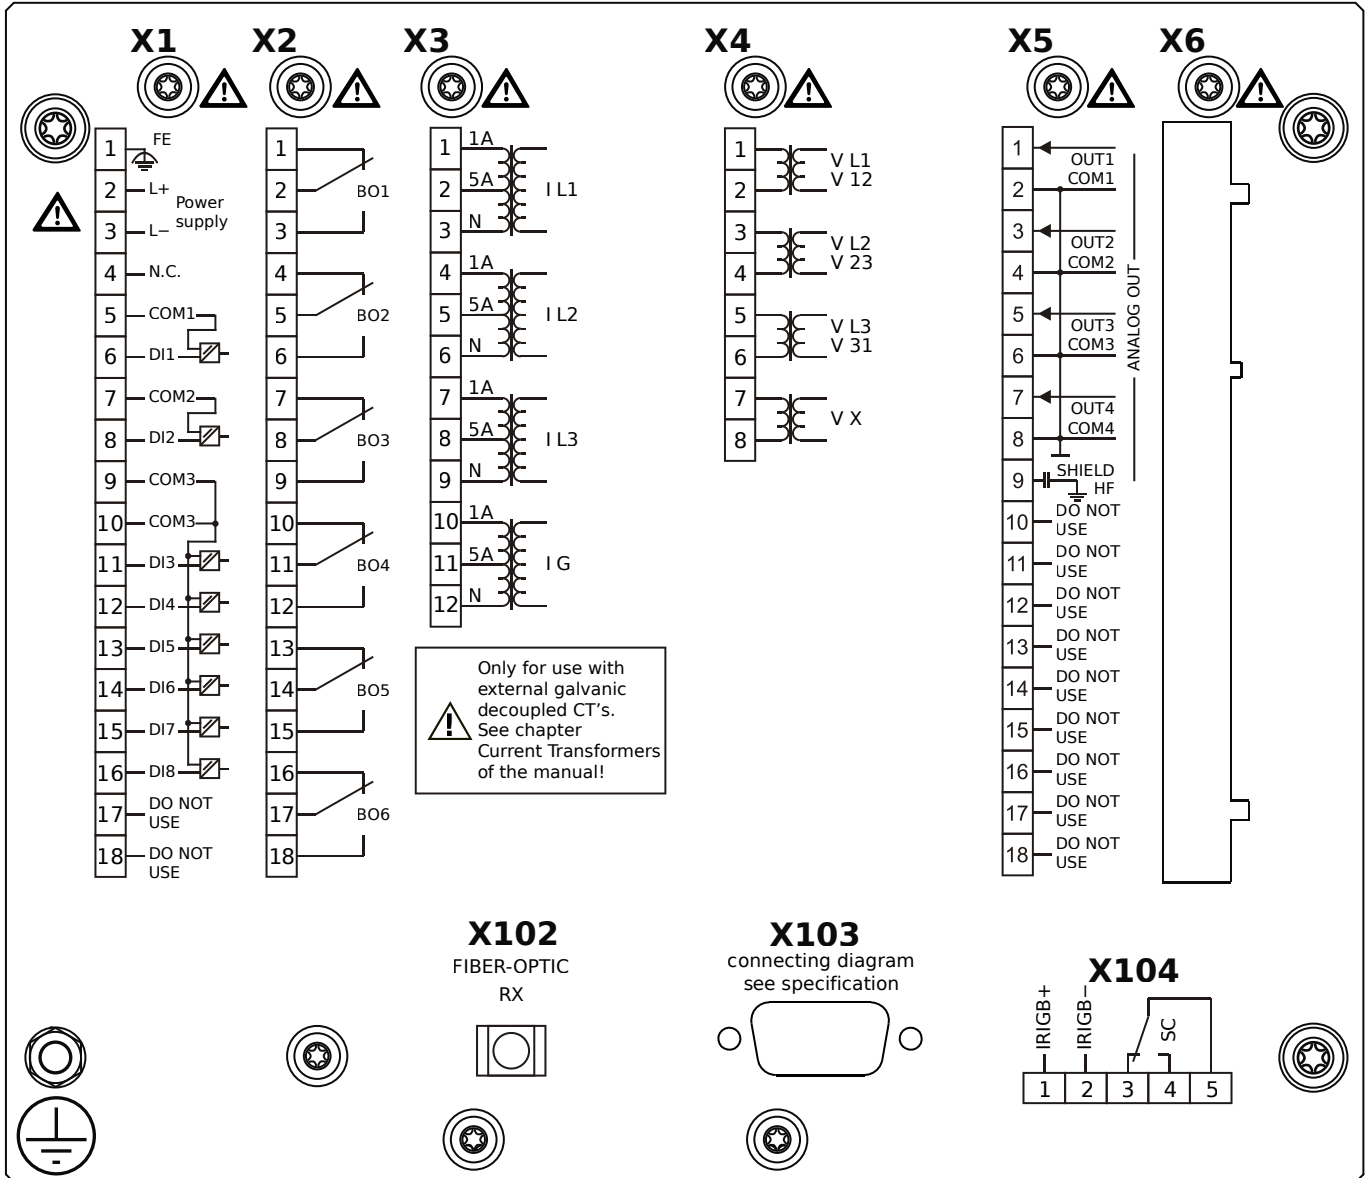 X1
X2
X3
X4
X5
X6
1
FE
2
L+
Power
supply
3
L−
4
N.C.
5
COM1
6
DI1
7
COM2
8
DI2
9
COM3
10
COM3
11
DI3
12
DI4
13
DI5
14
DI6
15
DI7
16
DI8
17
DO NOT
USE
18
DO NOT
USE
1
2
BO1
3
4
5
BO2
6
7
8
BO3
9
10
11
BO4
12
13
14
BO5
15
16
17
BO6
18
1
1A
2
5A
I L1
3
N
4
1A
5
5A
I L2
6
N
7
1A
8
5A
I L3
9
N
10
1A
11
5A
I G
12
N
Only for use with
external galvanic
decoupled CT's.
See chapter
Current Transformers
of the manual!
1
V L1
2
V 12
3
V L2
4
V 23
5
V L3
6
V 31
7
V X
8
1
OUT1
2
COM1
3
OUT2
4
COM2
5
OUT3
6
COM3
7
OUT4
8
COM4
ANALOG OUT
9
SHIELD
HF
10
DO NOT
USE
11
DO NOT
USE
12
DO NOT
USE
13
DO NOT
USE
14
DO NOT
USE
15
DO NOT
USE
16
DO NOT
USE
17
DO NOT
USE
18
DO NOT
USE
X102
FIBER-OPTIC
RX
X103
connecting diagram
see specification
X104
IRIGB+
IRIGB−
SC
1
2
3
4
5